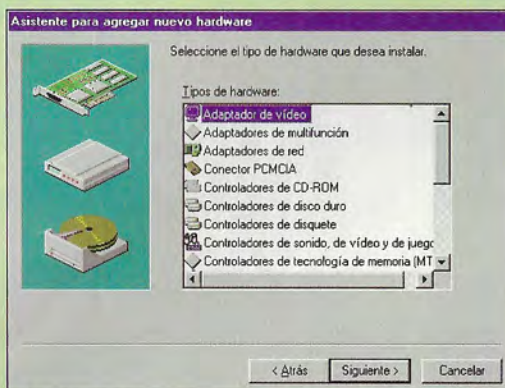 Asistente para agregar nuevo hardware
Seleccione el tipo de hardware que desea instalar.
Tipos de hardware:
Adaptador de vídeo
Adaptadores de multifunción
Adaptadores de red
Conector PCMCIA
Controladores de CD-ROM
Controladores de disco duro
Controladores de disquete
Controladores de sonido, de vídeo y de juego
Controladores de tecnología de memoria (MT
< Atrás
Siguiente >
Cancelar